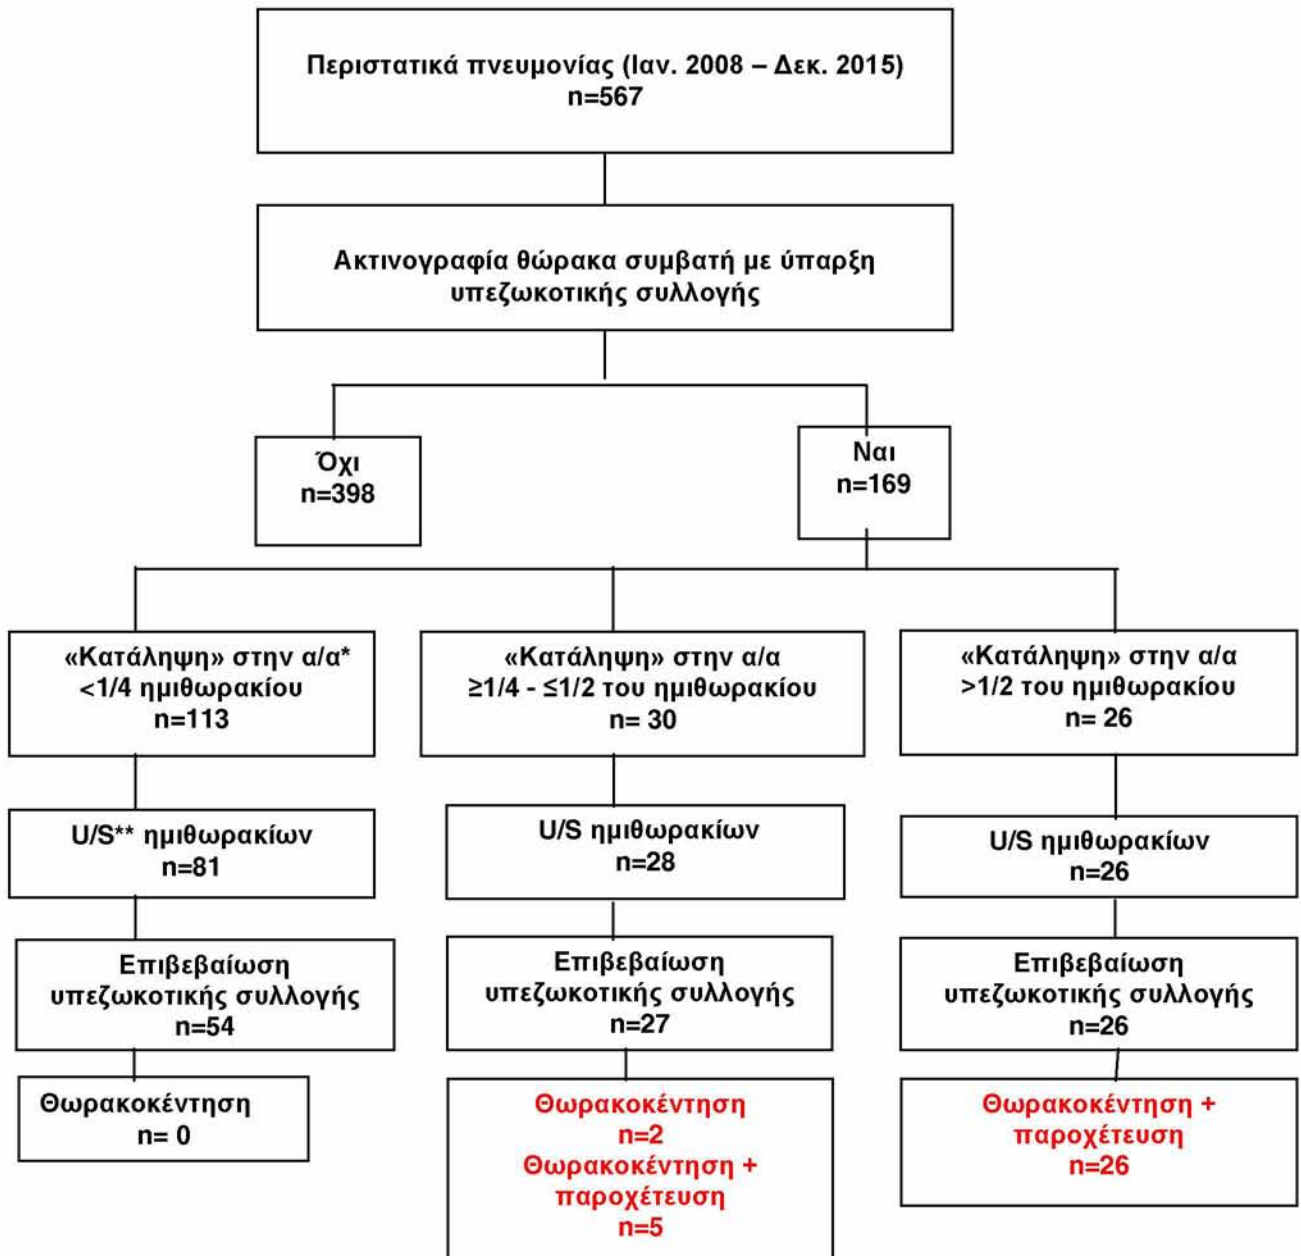 Περιστατικά πνευμονίας (Ιαν. 2008 – Δεκ. 2015)
n=567
Ακτινογραφία θώρακα συμβατή με ύπαρξη
υπεζωκοτικής συλλογής
Όχι
n=398
Ναι
n=169
«Κατάληψη» στην α/α*
<1/4 ημιθωρακίου
n=113
«Κατάληψη» στην α/α
≥1/4 - ≤1/2 του ημιθωρακίου
n= 30
«Κατάληψη» στην α/α
>1/2 του ημιθωρακίου
n= 26
U/S** ημιθωρακίων
n=81
U/S ημιθωρακίων
n=28
U/S ημιθωρακίων
n=26
Επιβεβαίωση
υπεζωκοτικής συλλογής
n=54
Επιβεβαίωση
υπεζωκοτικής συλλογής
n=27
Επιβεβαίωση
υπεζωκοτικής συλλογής
n=26
Θωρακοκέντηση
n= 0
Θωρακοκέντηση
n=2
Θωρακοκέντηση +
παροχέτευση
n=5
Θωρακοκέντηση +
παροχέτευση
n=26